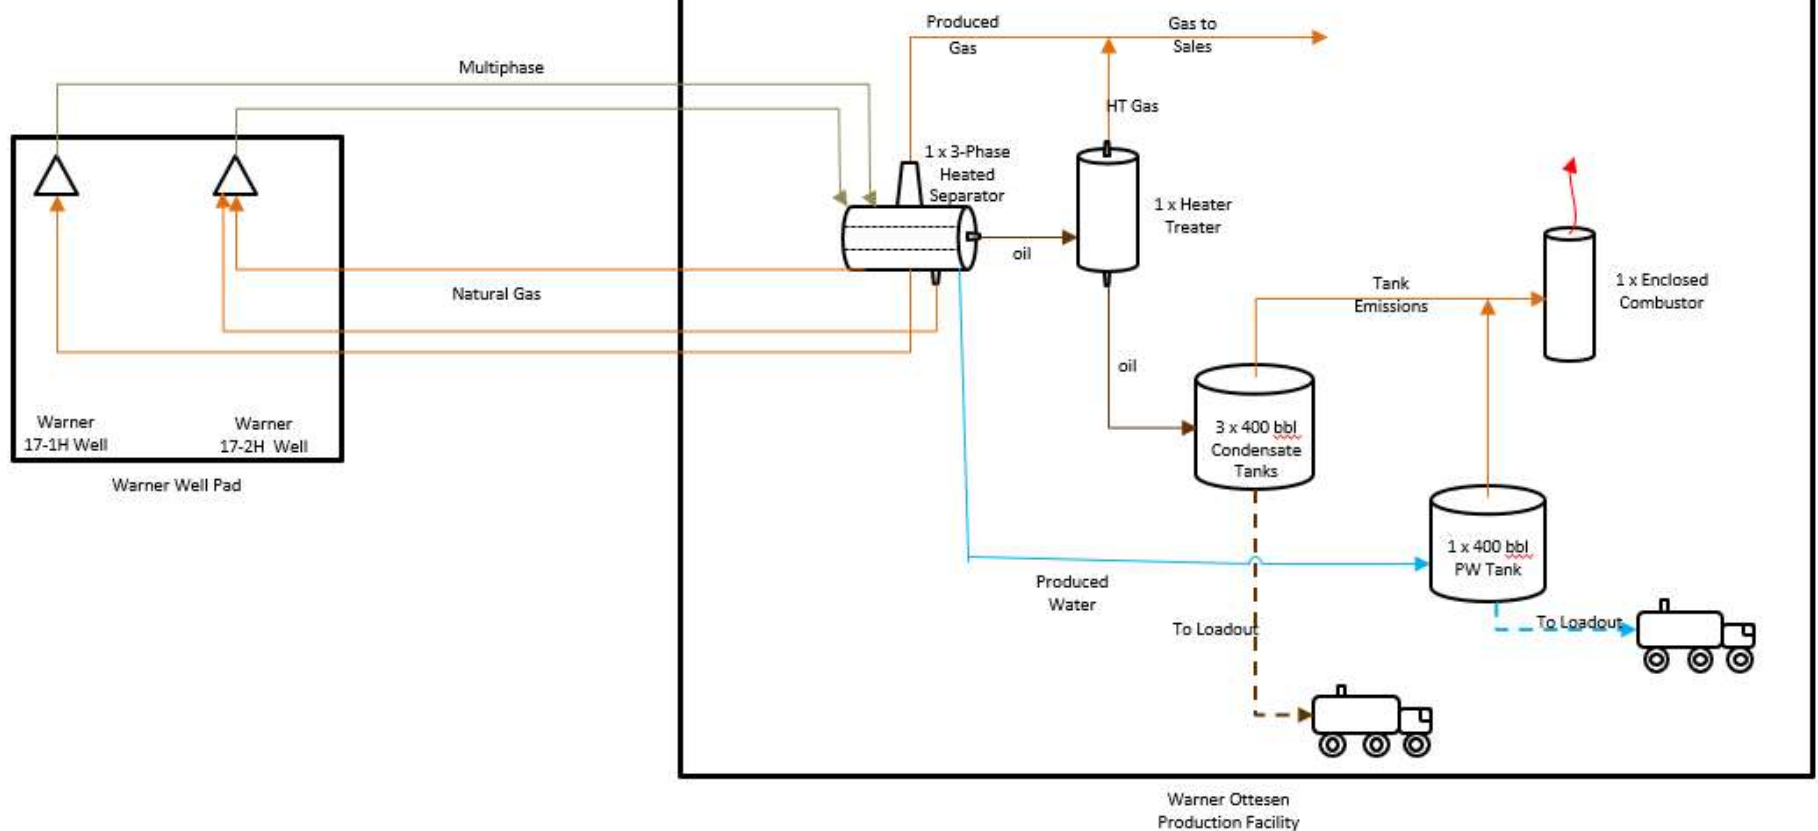 Produced
Gas
Gas to
Sales
Multiphase
HT Gas
1 x 3-Phase
Heated
Separator
1 x Heater
Treater
oil
Natural Gas
Tank
Emissions
1 x Enclosed
Combustor
oil
Warner
17-1H Well
Warner
17-2H Well
Warner Well Pad
3 x 400 bbl
Condensate
Tanks
1 x 400 bbl
PW Tank
Produced
Water
To Loadout
To Loadout
Warner Ottesen
Production Facility